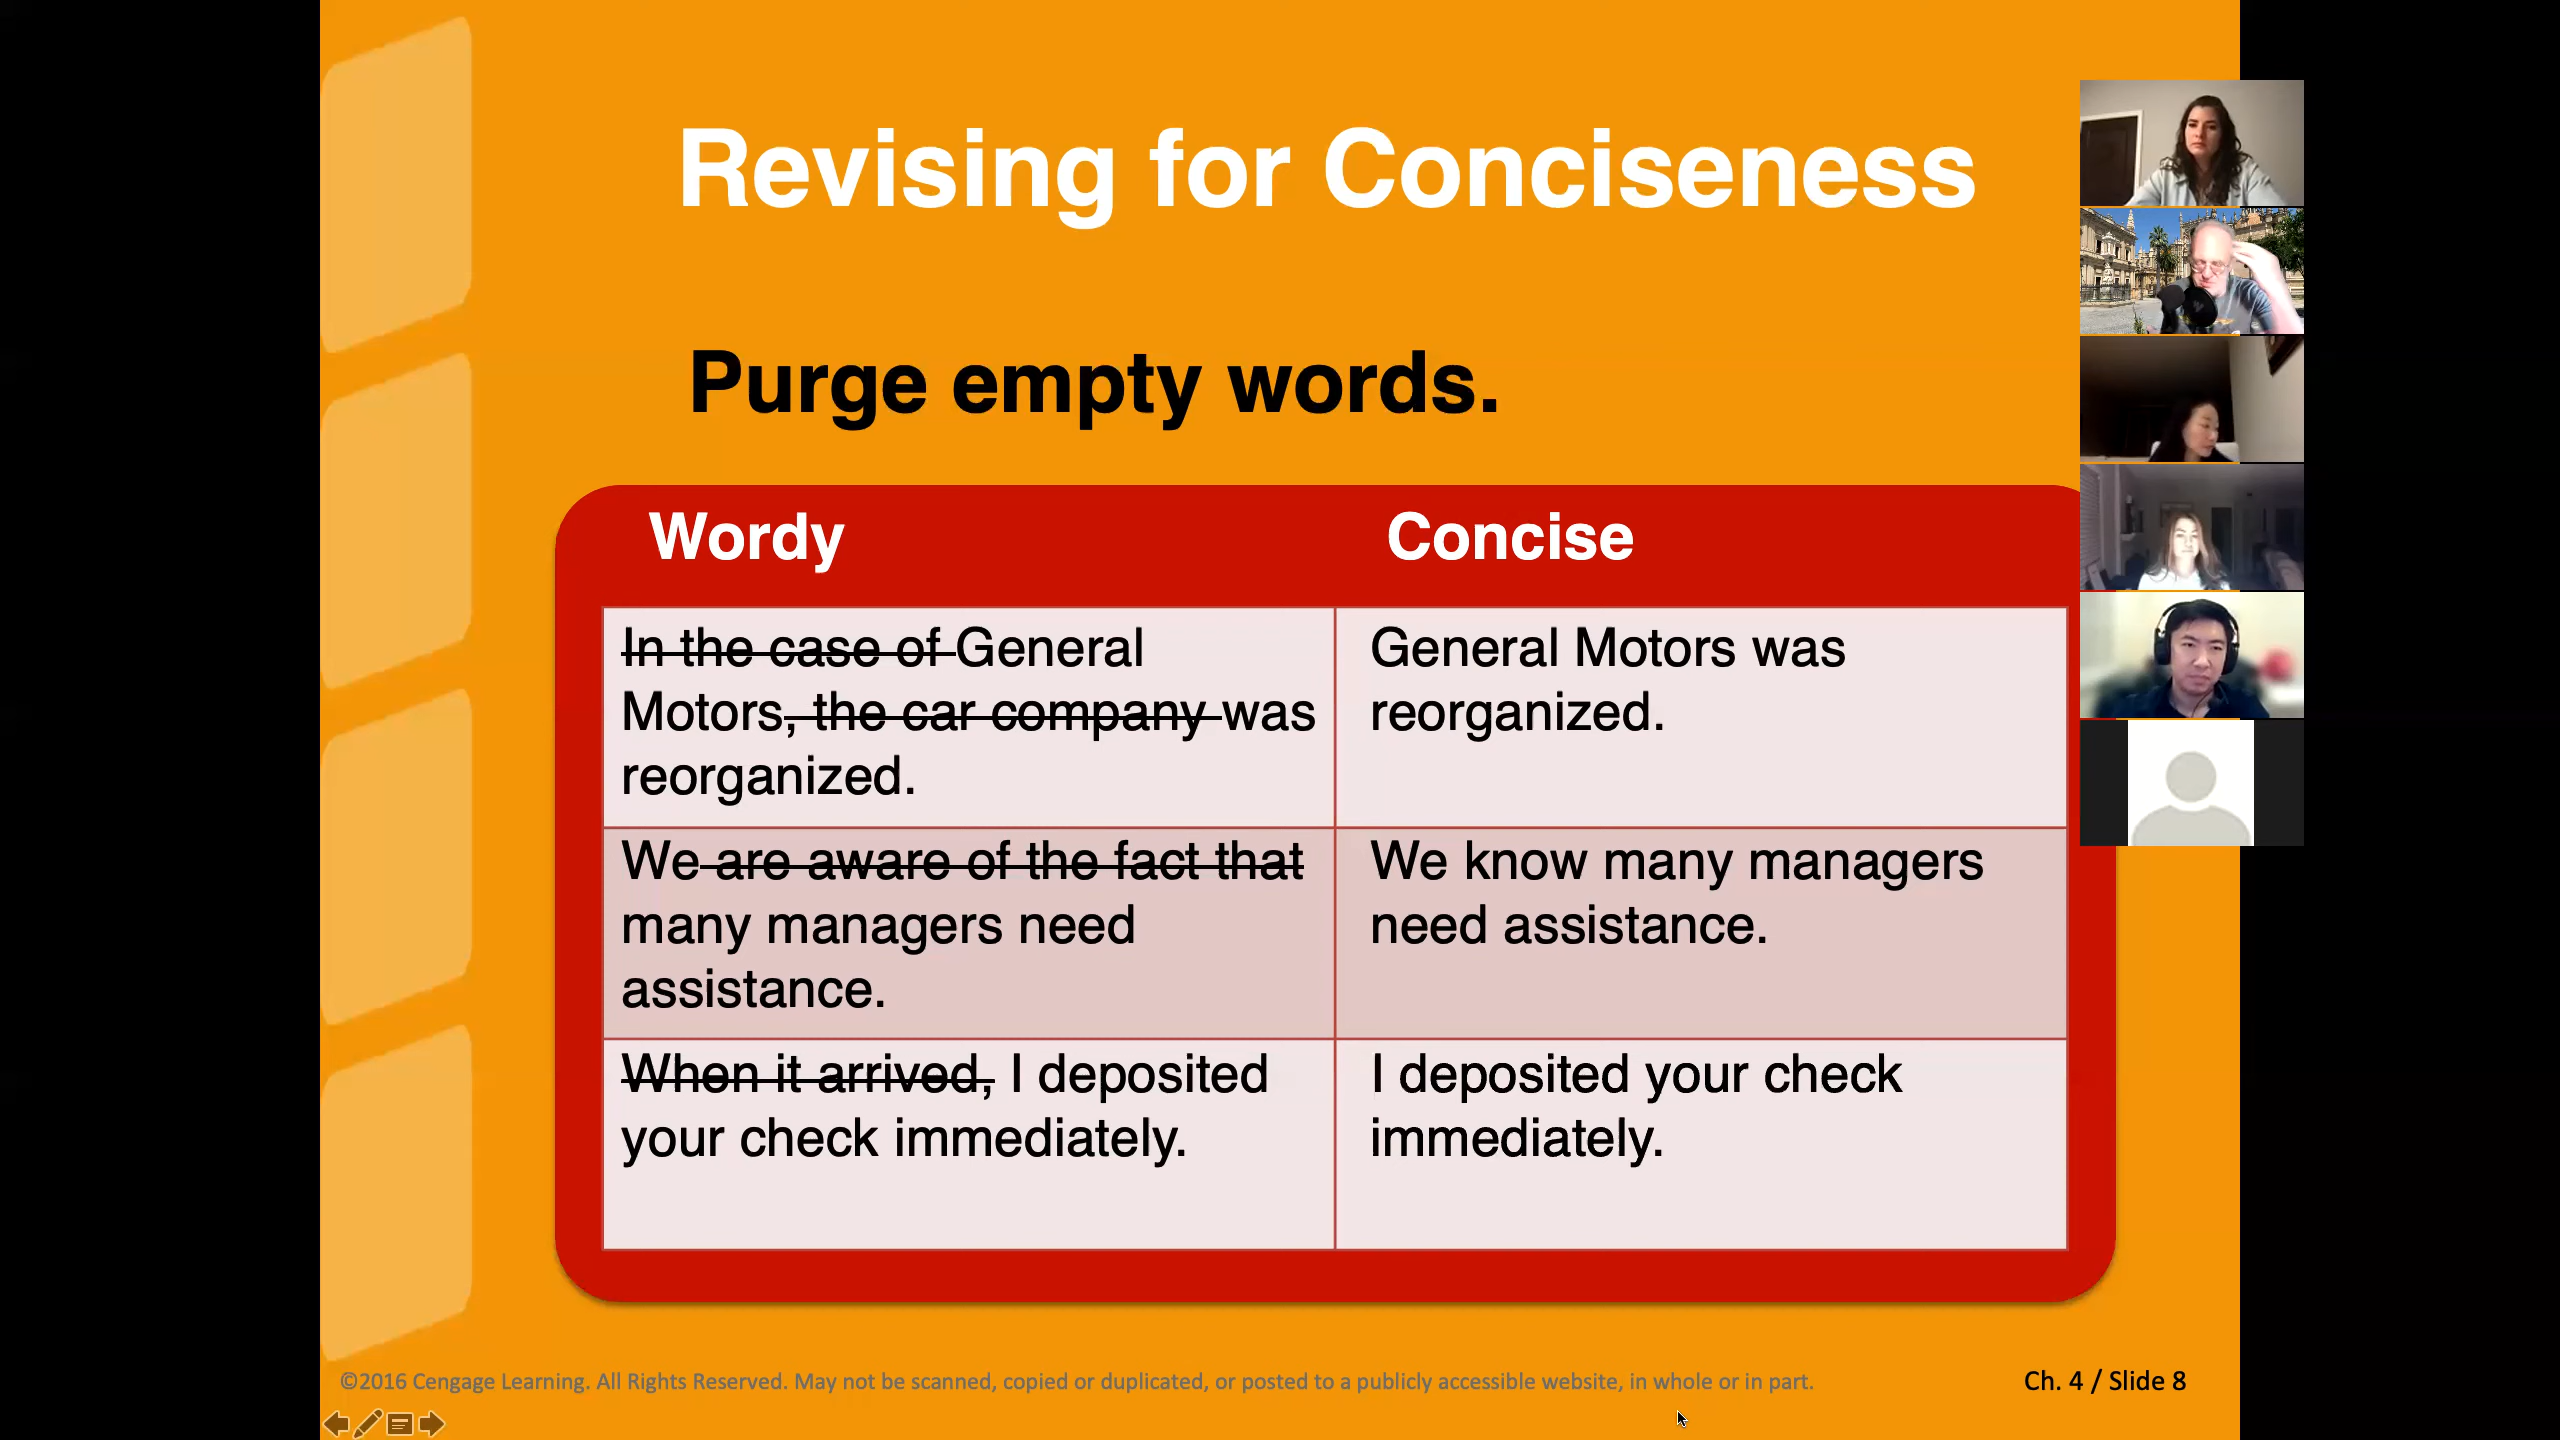 Revising for Conciseness
Purge empty words.
Wordy
Concise
In the case of General
Motors, the car company was
reorganized.
General Motors was
reorganized.
We are aware of the fact that
many managers need
assistance.
We know many managers
need assistance.
When it arrived, I deposited
your check immediately.
I deposited your check
immediately.
©2016 Cengage Learning. All Rights Reserved. May not be scanned, copied or duplicated, or posted to a publicly accessible website, in whole or in part.
Ch. 4 / Slide 8